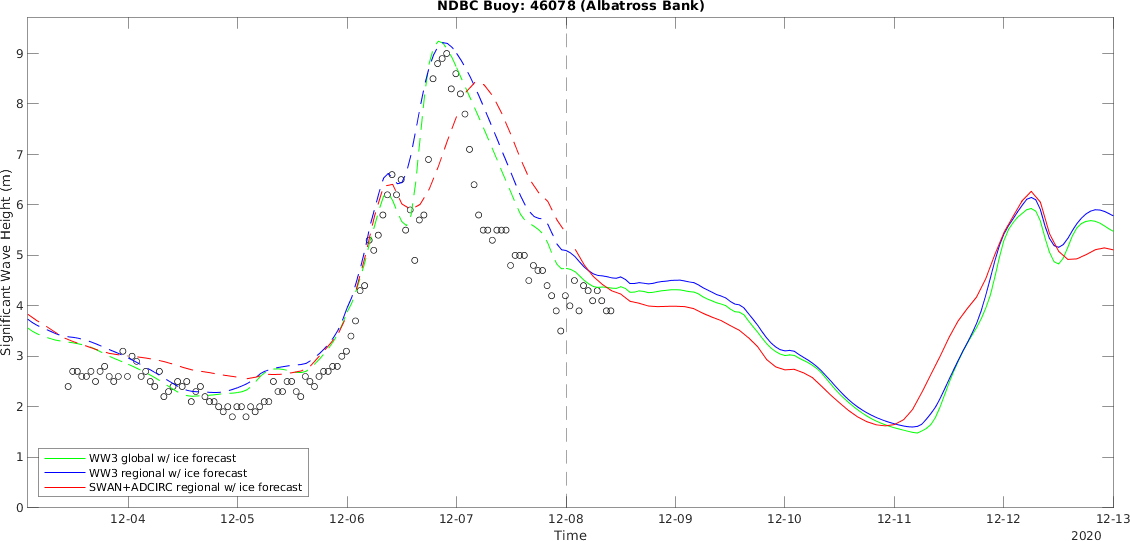 NDBC Buoy: 46078 (Albatross Bank)
Significant Wave Height (m)
9
8
7
6
5
4
3
2
1
0
WW3 global w/ ice forecast
WW3 regional w/ ice forecast
SWAN+ADCIRC regional w/ ice forecast
12-04 12-05 12-06 12-07 12-08 12-09 12-10 12-11 12-12 12-13
Time
2020